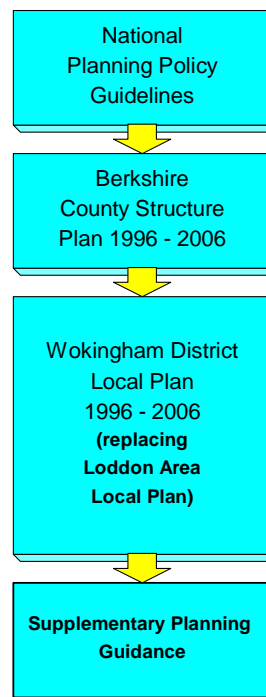 National
Planning Policy
Guidelines
Berkshire
County Structure
Plan 1996 - 2006
Wokingham District
Local Plan
1996 - 2006
(replacing
Loddon Area
Local Plan)
Supplementary Planning
Guidance